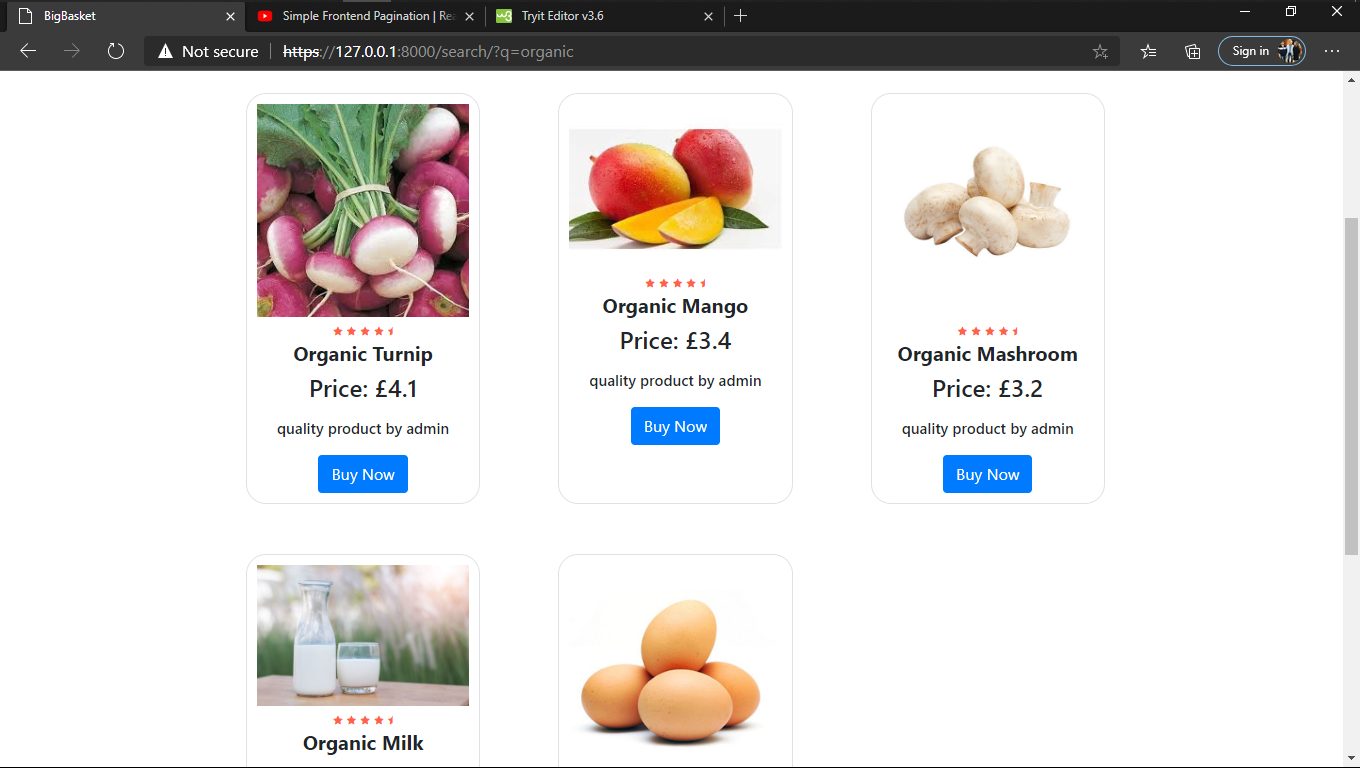 BigBasket
Simple Frontend Pagination | Rea
Tryit Editor v3.6
Not secure
https://127.0.0.1:8000/search/?q=organic
Sign in
Organic Turnip
Price: £4.1
quality product by admin
Buy Now
Organic Mango
Price: £3.4
quality product by admin
Buy Now
Organic Mashroom
Price: £3.2
quality product by admin
Buy Now
Organic Milk